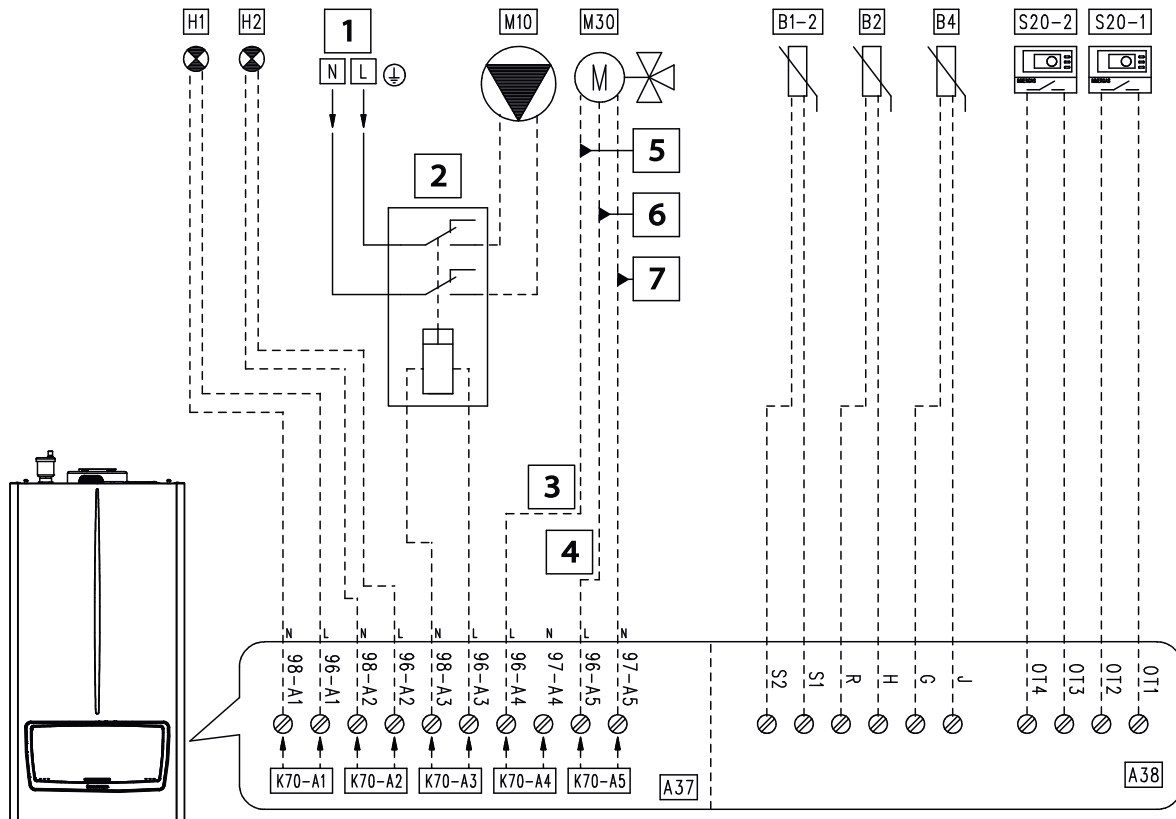 H1 H2 1 M10 M30 B1-2 B2 B4 S20-2 S20-1
N L
M
5
2
6
7
3
4
N L N L N L L N L N
98-A1 96-A1 98-A2 96-A2 98-A3 96-A3 96-A4 97-A4 96-A5 97-A5
S2 S1 R H G J OT4 OT3 OT2 OT1
K70-A1 K70-A2 K70-A3 K70-A4 K70-A5
A37 A38